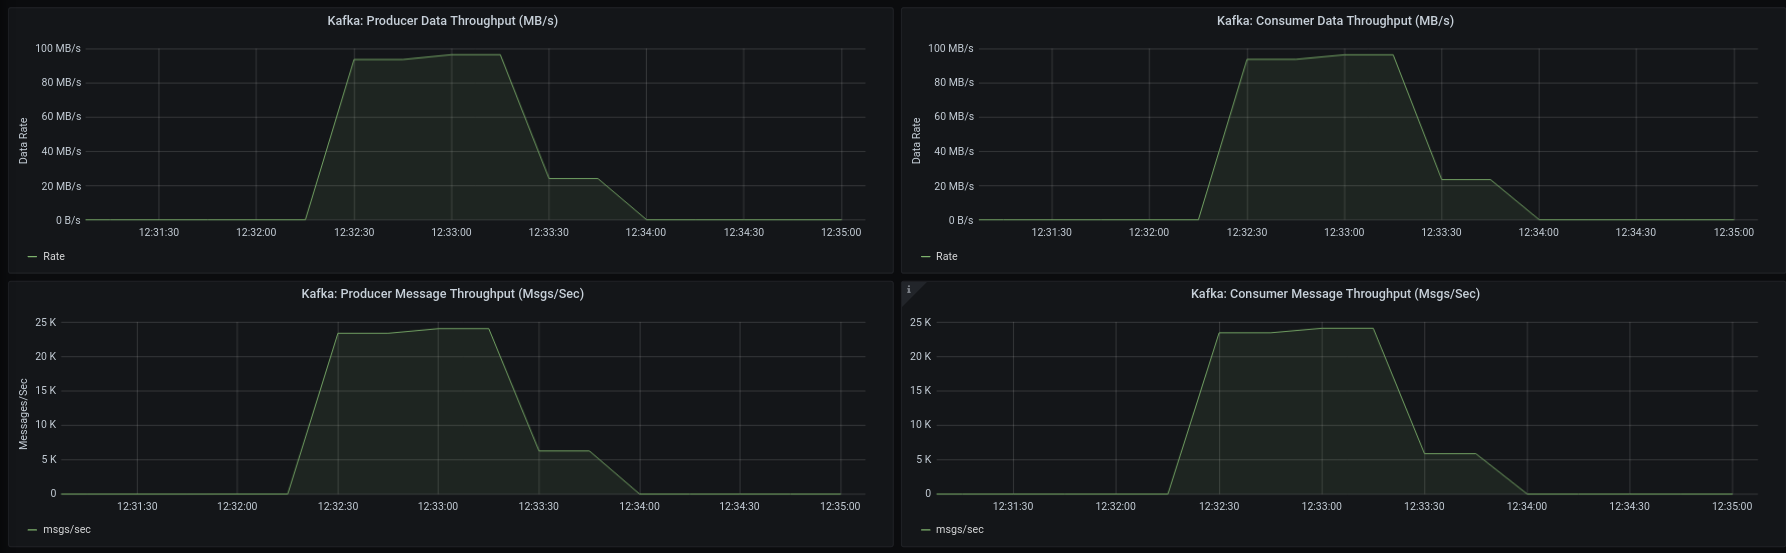 Kafka: Producer Data Throughput (MB/s)
100 MB/s
80 MB/s
60 MB/s
40 MB/s
20 MB/s
0 B/s
Data Rate
12:31:30 12:32:00 12:32:30 12:33:00 12:33:30 12:34:00 12:34:30 12:35:00
Rate
Kafka: Consumer Data Throughput (MB/s)
100 MB/s
80 MB/s
60 MB/s
40 MB/s
20 MB/s
0 B/s
Data Rate
12:31:30 12:32:00 12:32:30 12:33:00 12:33:30 12:34:00 12:34:30 12:35:00
Rate
Kafka: Producer Message Throughput (Msgs/Sec)
25 K
20 K
15 K
10 K
5 K
0
Messages/Sec
12:31:30 12:32:00 12:32:30 12:33:00 12:33:30 12:34:00 12:34:30 12:35:00
msgs/sec
i
Kafka: Consumer Message Throughput (Msgs/Sec)
25 K
20 K
15 K
10 K
5 K
0
12:31:30 12:32:00 12:32:30 12:33:00 12:33:30 12:34:00 12:34:30 12:35:00
msgs/sec